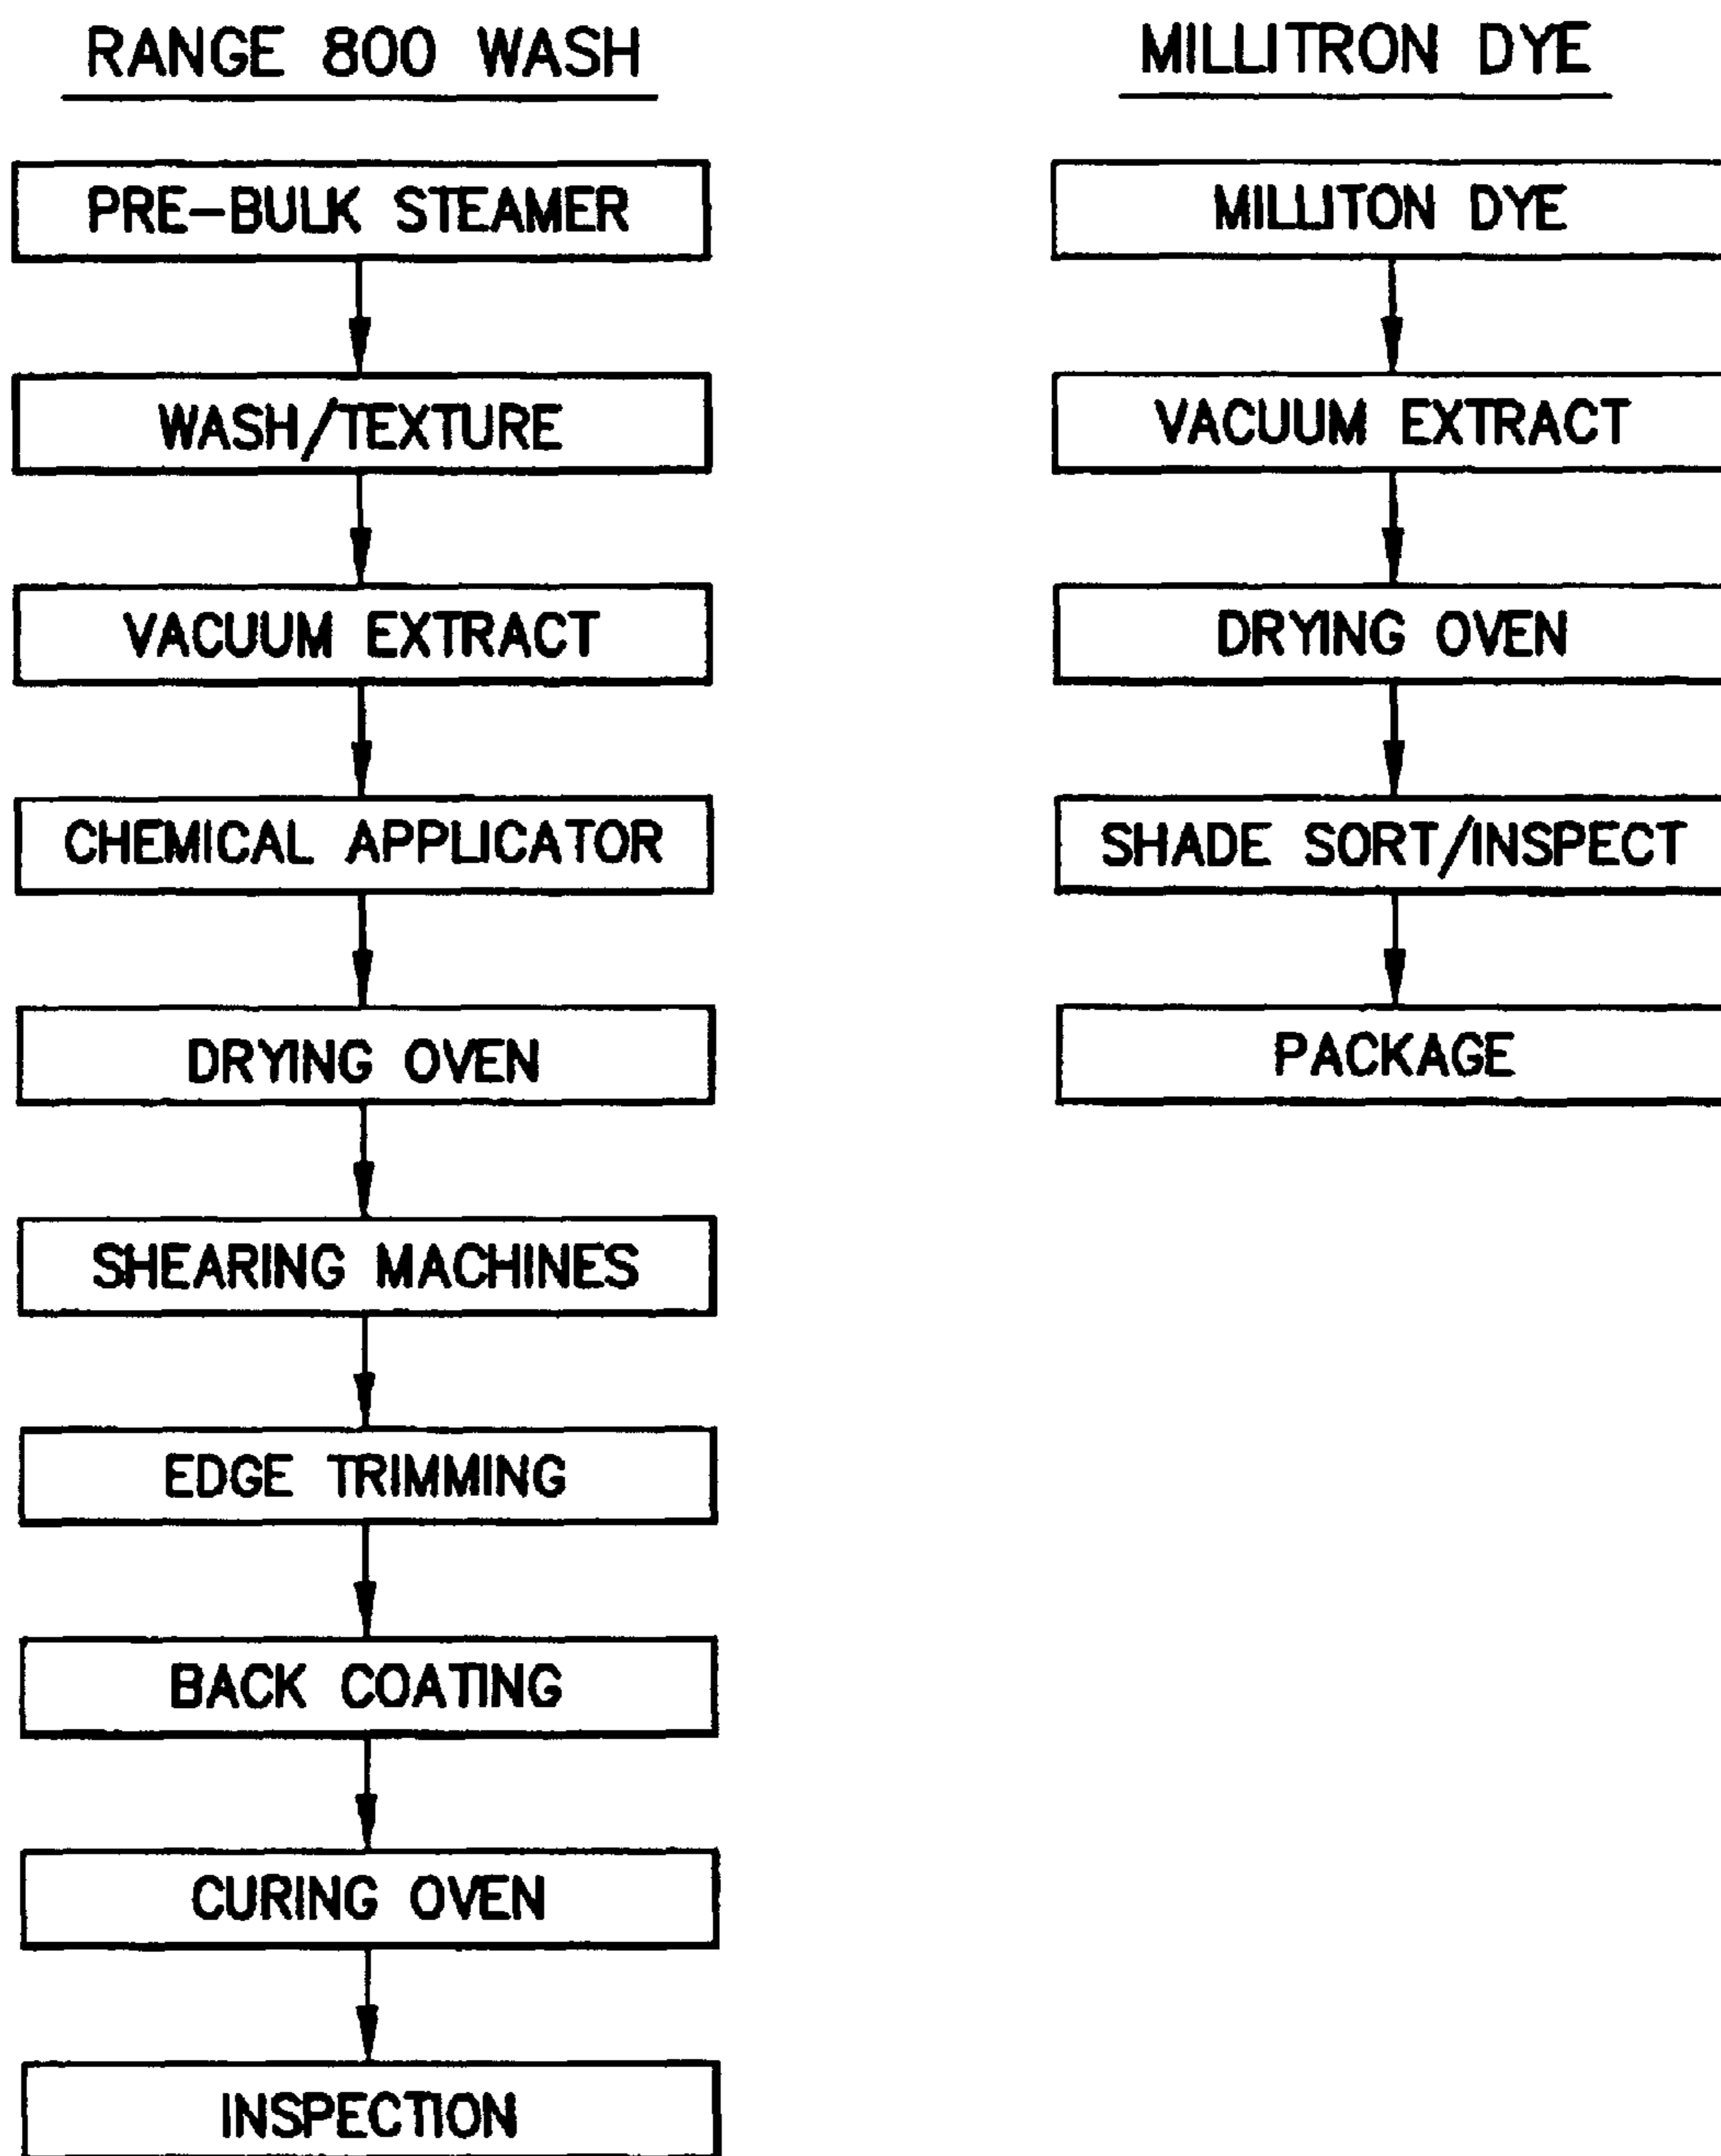 RANGE 800 WASH
PRE-BULK STEAMER
WASH/TEXTURE
VACUUM EXTRACT
CHEMICAL APPLICATOR
DRYING OVEN
SHEARING MACHINES
EDGE TRIMMING
BACK COATING
CURING OVEN
INSPECTION
MILLITRON DYE
MILLITON DYE
VACUUM EXTRACT
DRYING OVEN
SHADE SORT/INSPECT
PACKAGE